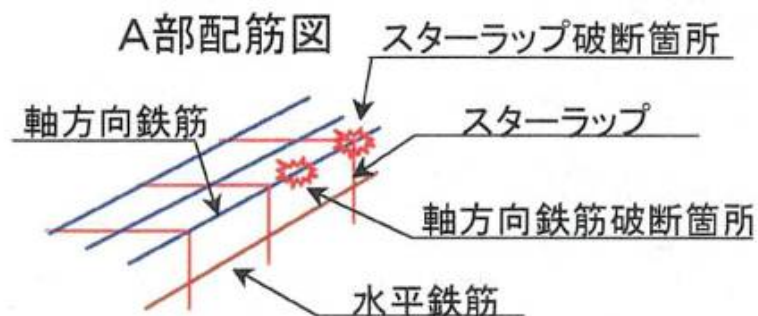 A部配筋図
スターラップ破断箇所
軸方向鉄筋
スターラップ
軸方向鉄筋破断箇所
水平鉄筋